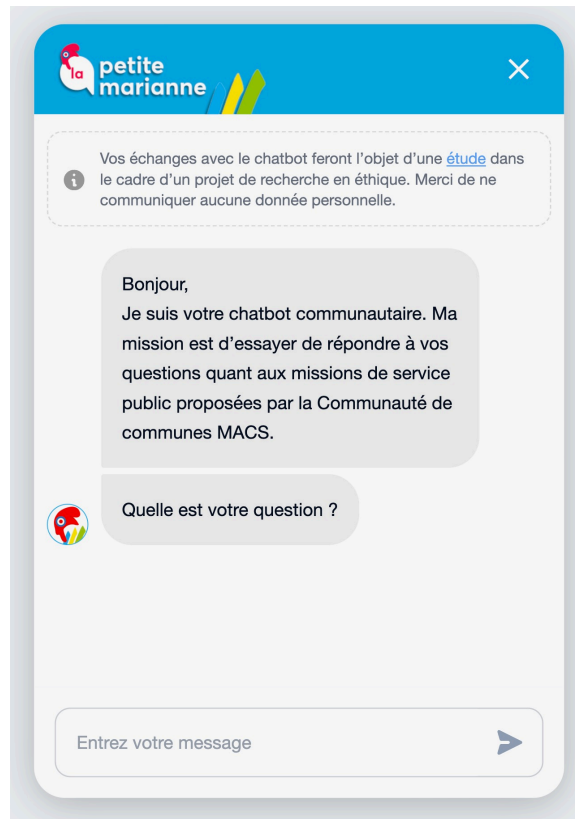 la
petite
marianne
Vos échanges avec le chatbot feront l'objet d'une étude dans
le cadre d'un projet de recherche en éthique. Merci de ne
communiquer aucune donnée personnelle.
Bonjour,
Je suis votre chatbot communautaire. Ma
mission est d'essayer de répondre à vos
questions quant aux missions de service
public proposées par la Communauté de
communes MACS.
Quelle est votre question ?
Entrez votre message